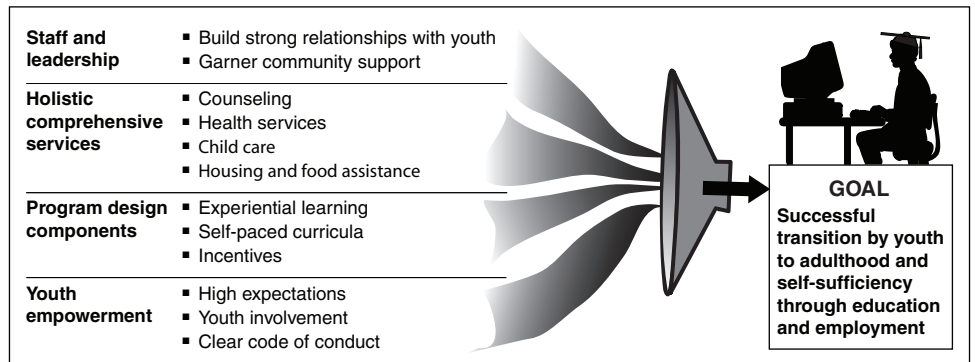 Staff and
leadership
▪ Build strong relationships with youth
▪ Garner community support
Holistic
comprehensive
services
▪ Counseling
▪ Health services
▪ Child care
▪ Housing and food assistance
Program design
components
▪ Experiential learning
▪ Self-paced curricula
▪ Incentives
Youth
empowerment
▪ High expectations
▪ Youth involvement
▪ Clear code of conduct
GOAL
Successful
transition by youth
to adulthood and
self-sufficiency
through education
and employment